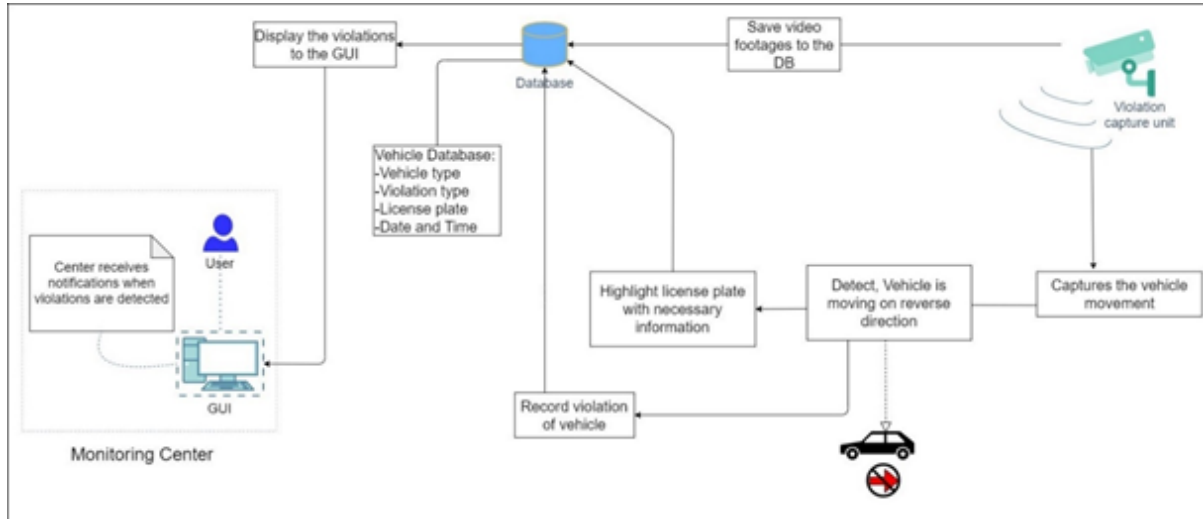 Display the violations
to the GUI
Database
Save video
footages to the
DB
Violation
capture unit
Vehicle Database:
-Vehicle type
-Violation type
-License plate
-Date and Time
User
Center receives
notifications when
violations are detected
GUI
Monitoring Center
Highlight license plate
with necessary
information
Detect, Vehicle is
moving on reverse
direction
Captures the vehicle
movement
Record violation
of vehicle